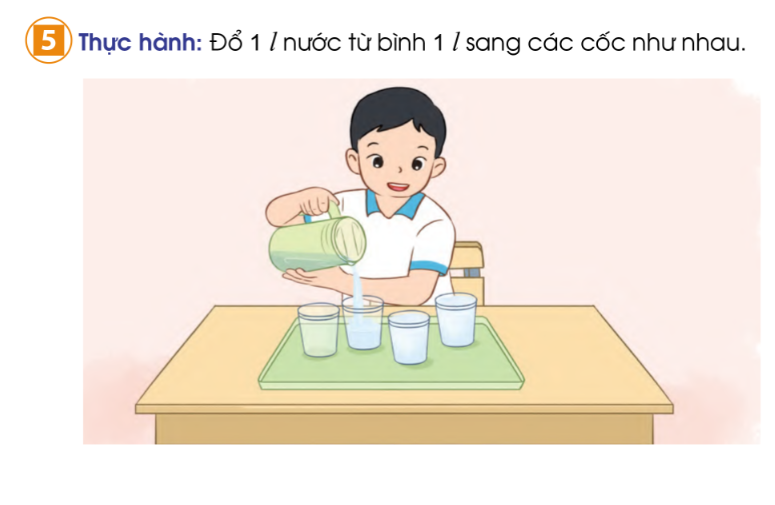 5 Thực hành: Đổ 1 l nước từ bình 1 l sang các cốc như nhau.